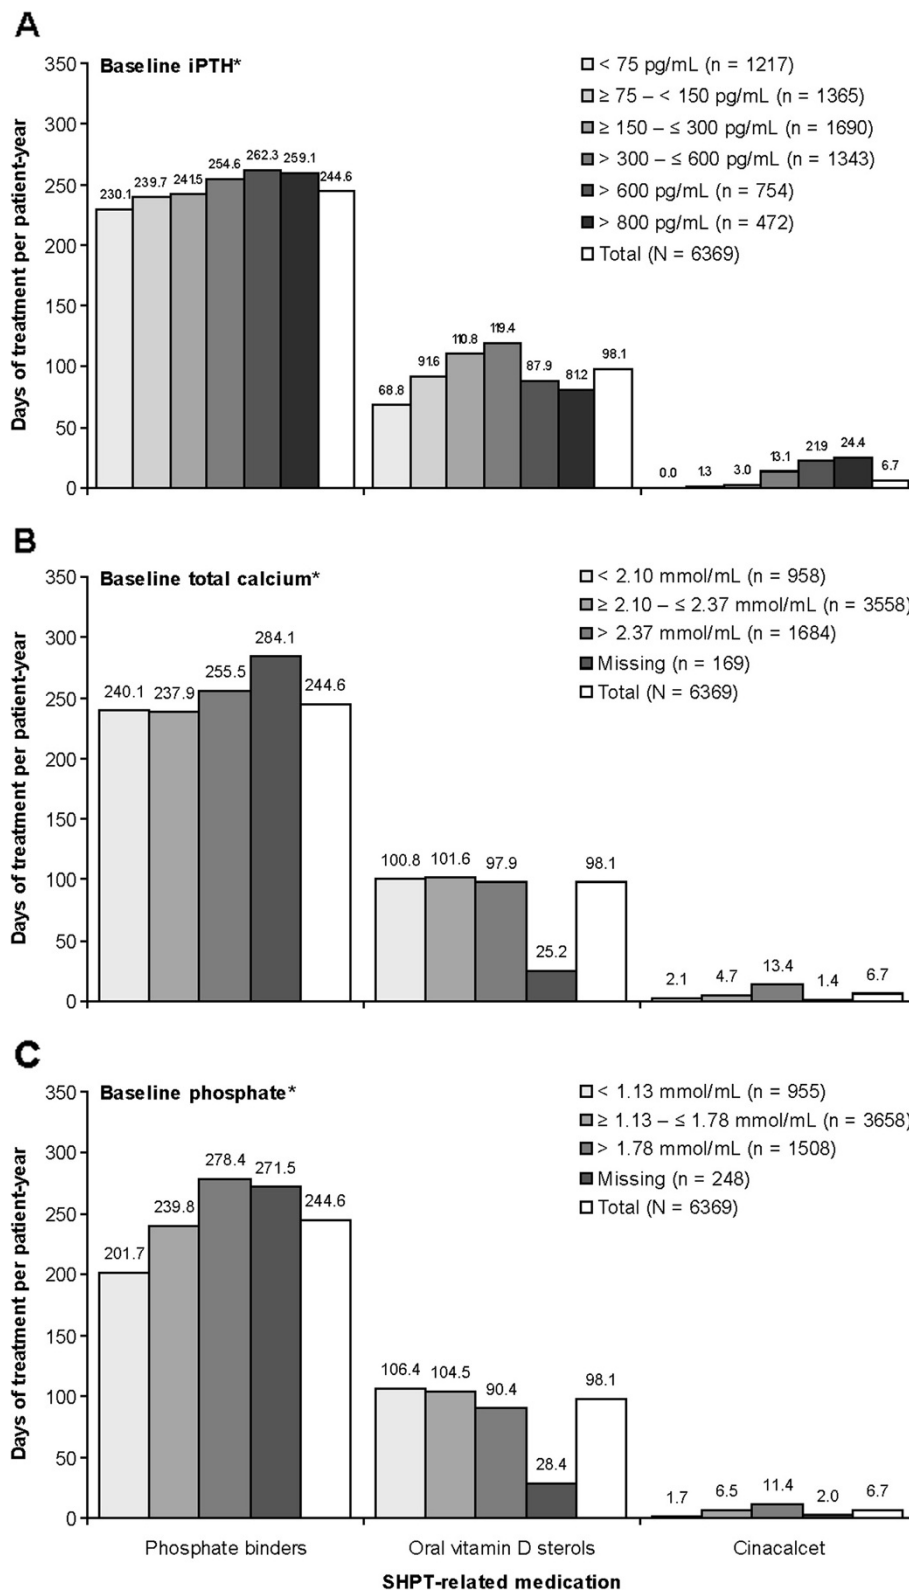 A
Baseline iPTH*
< 75 pg/mL (n = 1217)
≥ 75 – < 150 pg/mL (n = 1365)
≥ 150 – ≤ 300 pg/mL (n = 1690)
> 300 – ≤ 600 pg/mL (n = 1343)
> 600 pg/mL (n = 754)
> 800 pg/mL (n = 472)
Total (N = 6369)
Days of treatment per patient-year
350
300
250
200
150
100
50
0
230.1 239.7 241.5 254.6 262.3 259.1 244.6
68.8 91.6 110.8 119.4 87.9 81.2 98.1
0.0 1.3 3.0 13.1 21.9 24.4 6.7
B
Baseline total calcium*
< 2.10 mmol/mL (n = 958)
≥ 2.10 – ≤ 2.37 mmol/mL (n = 3558)
> 2.37 mmol/mL (n = 1684)
Missing (n = 169)
Total (N = 6369)
Days of treatment per patient-year
350
300
250
200
150
100
50
0
240.1 237.9 255.5 284.1 244.6
100.8 101.6 97.9 25.2 98.1
2.1 4.7 13.4 1.4 6.7
C
Baseline phosphate*
< 1.13 mmol/mL (n = 955)
≥ 1.13 – ≤ 1.78 mmol/mL (n = 3658)
> 1.78 mmol/mL (n = 1508)
Missing (n = 248)
Total (N = 6369)
Days of treatment per patient-year
350
300
250
200
150
100
50
0
201.7 239.8 278.4 271.5 244.6
106.4 104.5 90.4 28.4 98.1
1.7 6.5 11.4 2.0 6.7
Phosphate binders Oral vitamin D sterols Cinacalcet
SHPT-related medication